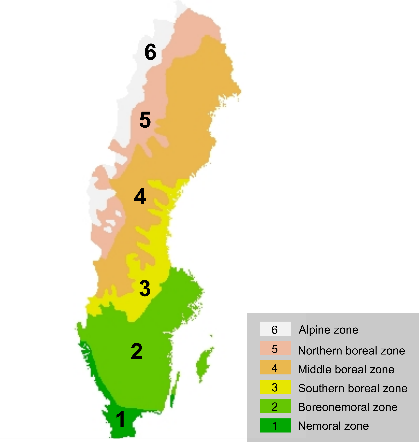 6
5
4
3
2
1
6 Alpine zone
5 Northern boreal zone
4 Middle boreal zone
3 Southern boreal zone
2 Boreonemoral zone
1 Nemoral zone